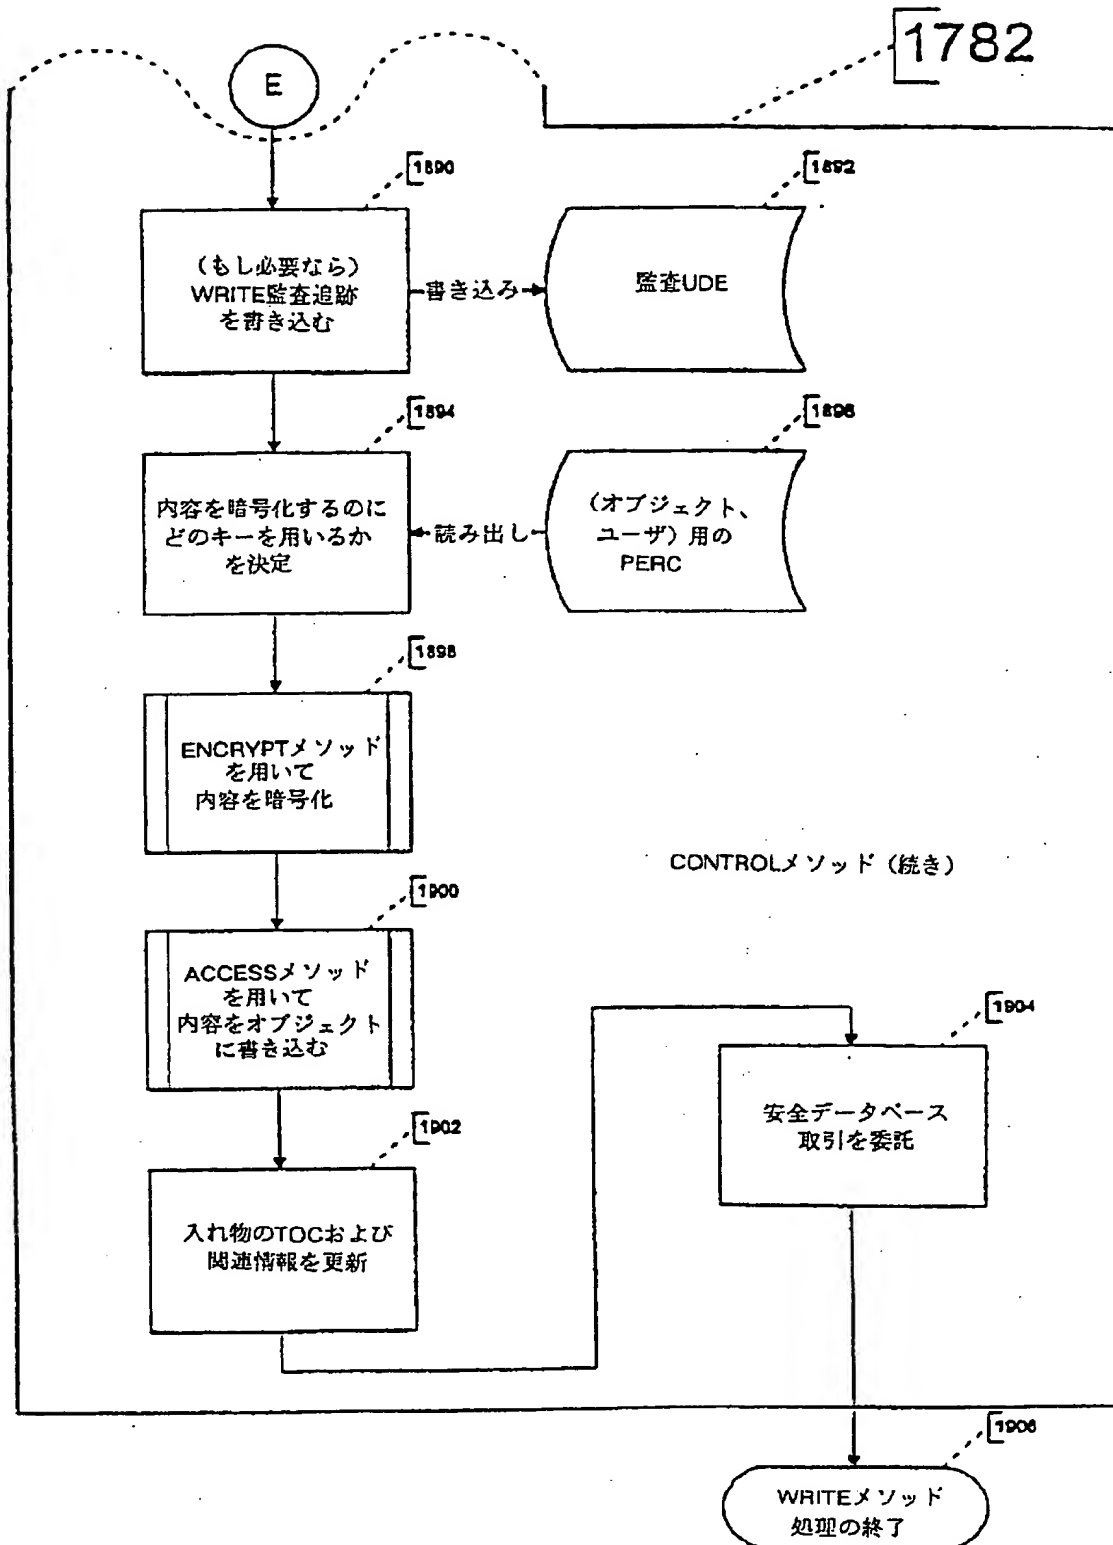 1782
E
1890
(もし必要なら)
WRITE監査追跡
を書き込む
書き込み
1892
監査UDE
1894
内容を暗号化するのに
どのキーを用いるか
を決定
読み出し
1896
(オブジェクト、
ユーザ)用の
PERC
1898
ENCRYPTメソッド
を用いて
内容を暗号化
CONTROLメソッド(続き)
1900
ACCESSメソッド
を用いて
内容をオブジェクト
に書き込む
1902
入れ物のTOCおよび
関連情報を更新
1904
安全データベース
取引を委託
1906
WRITEメソッド
処理の終了